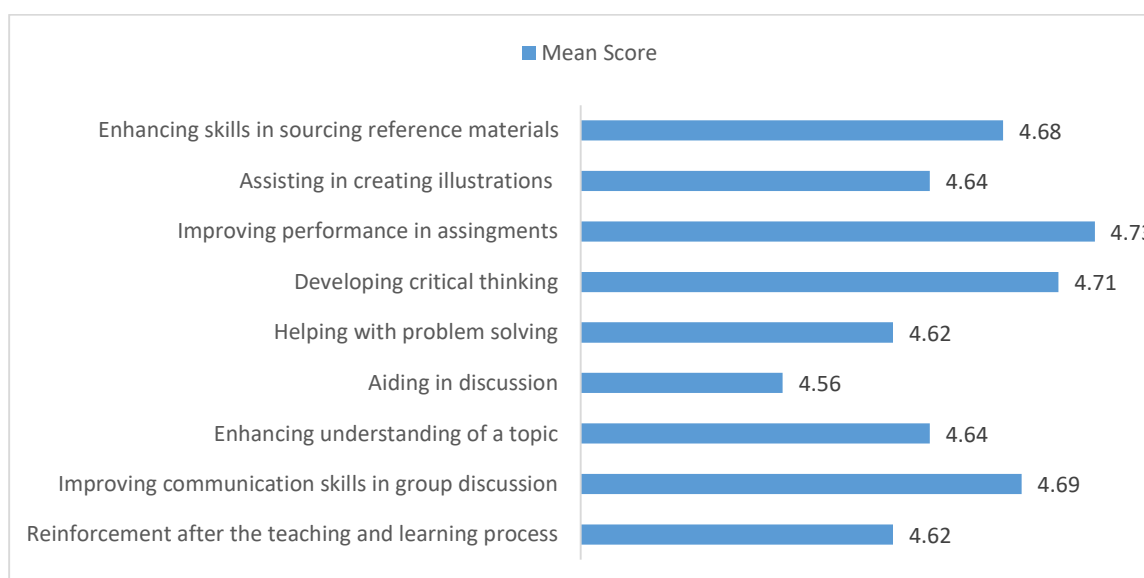 Mean Score
Enhancing skills in sourcing reference materials 4.68
Assisting in creating illustrations 4.64
Improving performance in assingments 4.73
Developing critical thinking 4.71
Helping with problem solving 4.62
Aiding in discussion 4.56
Enhancing understanding of a topic 4.64
Improving communication skills in group discussion 4.69
Reinforcement after the teaching and learning process 4.62